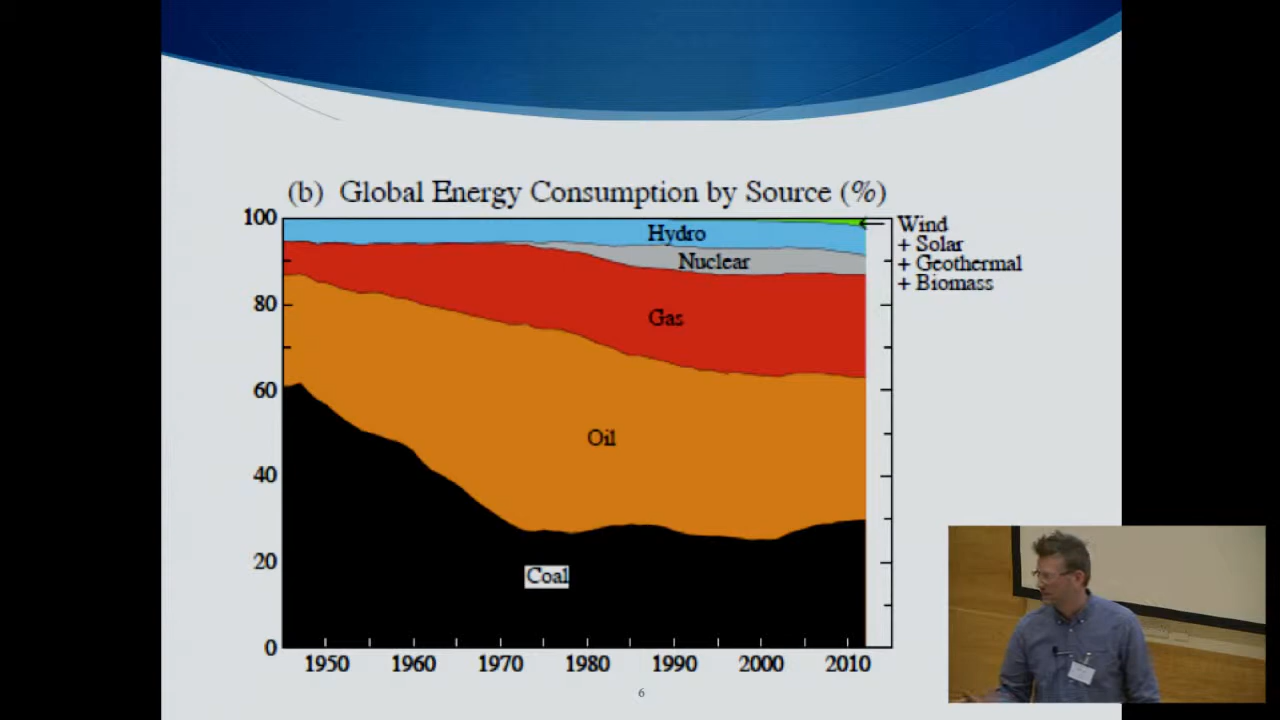 (b) Global Energy Consumption by Source (%)
100
80
60
40
20
0
Hydro
Nuclear
Gas
Oil
Coal
Wind
+ Solar
+ Geothermal
+ Biomass
1950 1960 1970 1980 1990 2000 2010
6